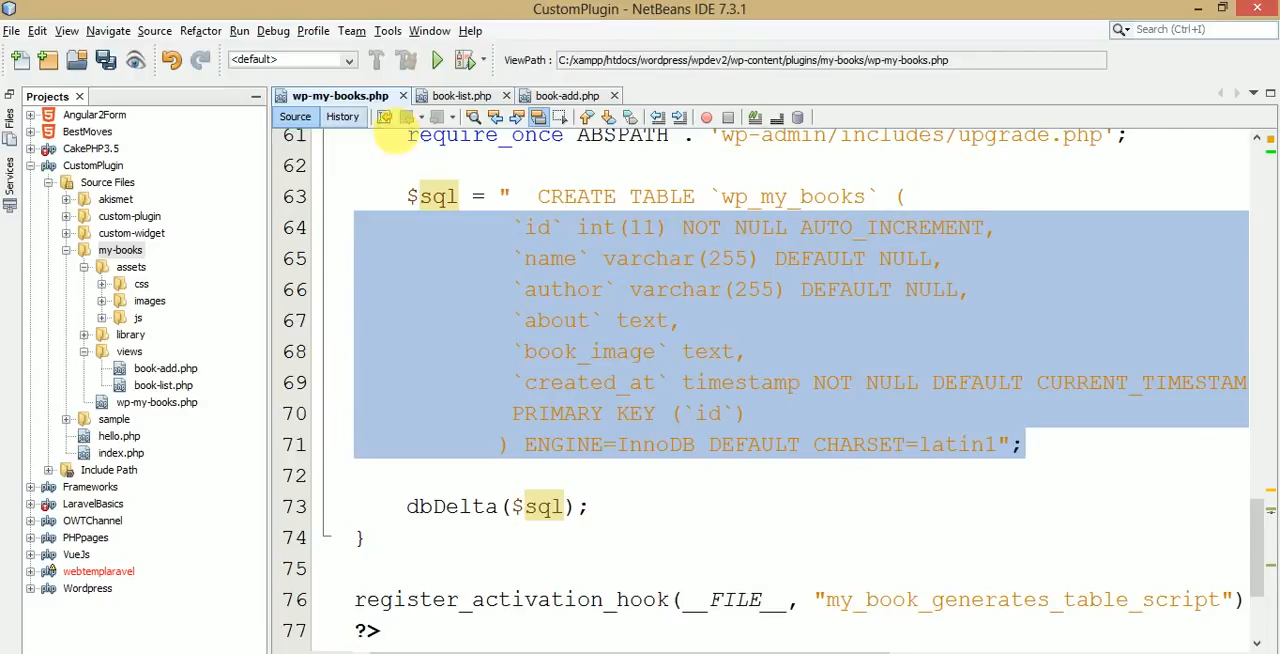 CustomPlugin - NetBeans IDE 7.3.1
File Edit View Navigate Source Refactor Run Debug Profile Team Tools Window Help
Search (Ctrl+I)
<default>
ViewPath : C:/xampp/htdocs/wordpress/wpdev2/wp-content/plugins/my-books/wp-my-books.php
Files
Services
Projects
Angular2Form
BestMoves
CakePHP3.5
CustomPlugin
Source Files
akismet
custom-plugin
custom-widget
my-books
assets
css
images
js
library
views
book-add.php
book-list.php
wp-my-books.php
sample
hello.php
index.php
Include Path
Frameworks
LaravelBasics
OWTChannel
PHPpages
VueJs
webtemplaravel
Wordpress
wp-my-books.php book-list.php book-add.php
Source History
61 require_once ABSPATH . 'wp-admin/includes/upgrade.php';
62
63 $sql = " CREATE TABLE `wp_my_books` (
64 `id` int(11) NOT NULL AUTO_INCREMENT,
65 `name` varchar(255) DEFAULT NULL,
66 `author` varchar(255) DEFAULT NULL,
67 `about` text,
68 `book_image` text,
69 `created_at` timestamp NOT NULL DEFAULT CURRENT_TIMESTAM
70 PRIMARY KEY (`id`)
71 ) ENGINE=InnoDB DEFAULT CHARSET=latin1";
72
73 dbDelta($sql);
74 }
75
76 register_activation_hook(__FILE__, "my_book_generates_table_script")
77 ?>